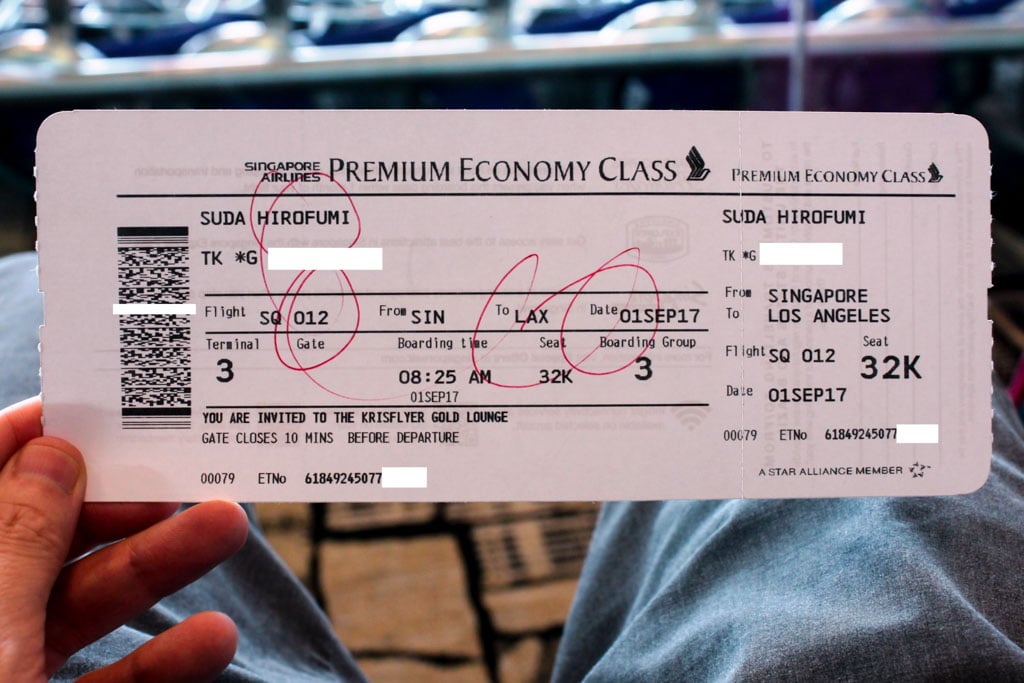 SINGAPORE AIRLINES PREMIUM ECONOMY CLASS
SUDA HIROFUMI
TK *G
Flight SQ 012 From SIN To LAX Date 01SEP17
Terminal Gate Boarding time Seat Boarding Group
3 08:25 AM 32K 3
01SEP17
YOU ARE INVITED TO THE KRISFLYER GOLD LOUNGE
GATE CLOSES 10 MINS BEFORE DEPARTURE
00079 ETNo 61849245077
PREMIUM ECONOMY CLASS
SUDA HIROFUMI
TK *G
From SINGAPORE
To LOS ANGELES
Flight SQ 012 Seat 32K
Date 01SEP17
00079 ETNo 61849245077
A STAR ALLIANCE MEMBER